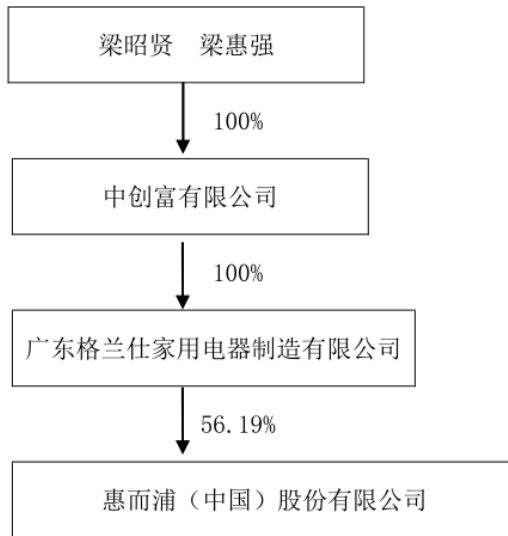 梁昭贤 梁惠强
100%
中创富有限公司
100%
广东格兰仕家用电器制造有限公司
56.19%
惠而浦（中国）股份有限公司